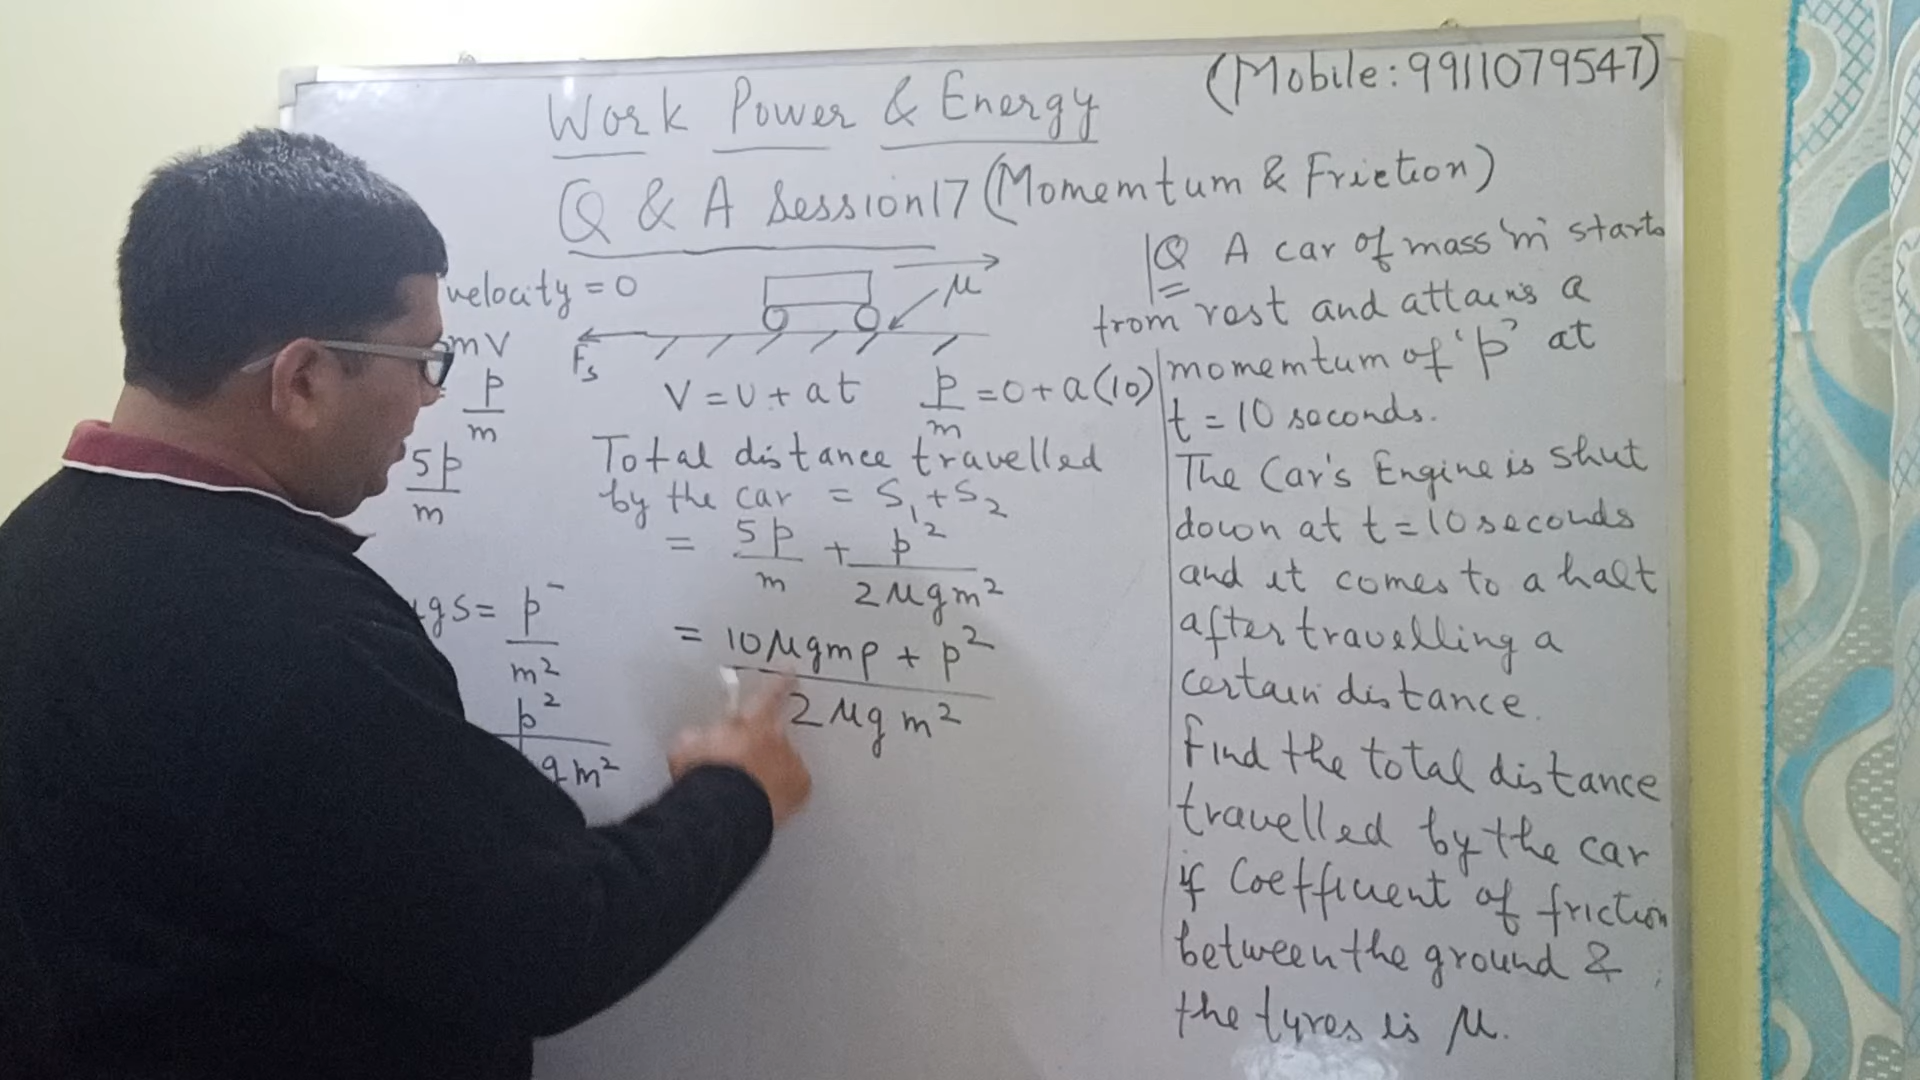 (Mobile: 9911079547)
Work Power & Energy
Q & A Session 17 (Momemtum & Friction)
velocity = 0
μ
mv
Fs
p/m
V = U + at
p/m = 0 + a(10)
5p/m
Total distance travelled
by the car = S₁ + S₂
= 5p/m + p²/2μgm²
gs = p/m²
= 10μgmp + p²/2μgm²
p²
gm²
Q A car of mass 'm' starts
from rest and attains a
momemtum of 'p' at
t = 10 seconds.
The Car's Engine is shut
down at t = 10 seconds
and it comes to a halt
after travelling a
certain distance.
Find the total distance
travelled by the car
if Coefficient of friction
between the ground &
the tyres is μ.